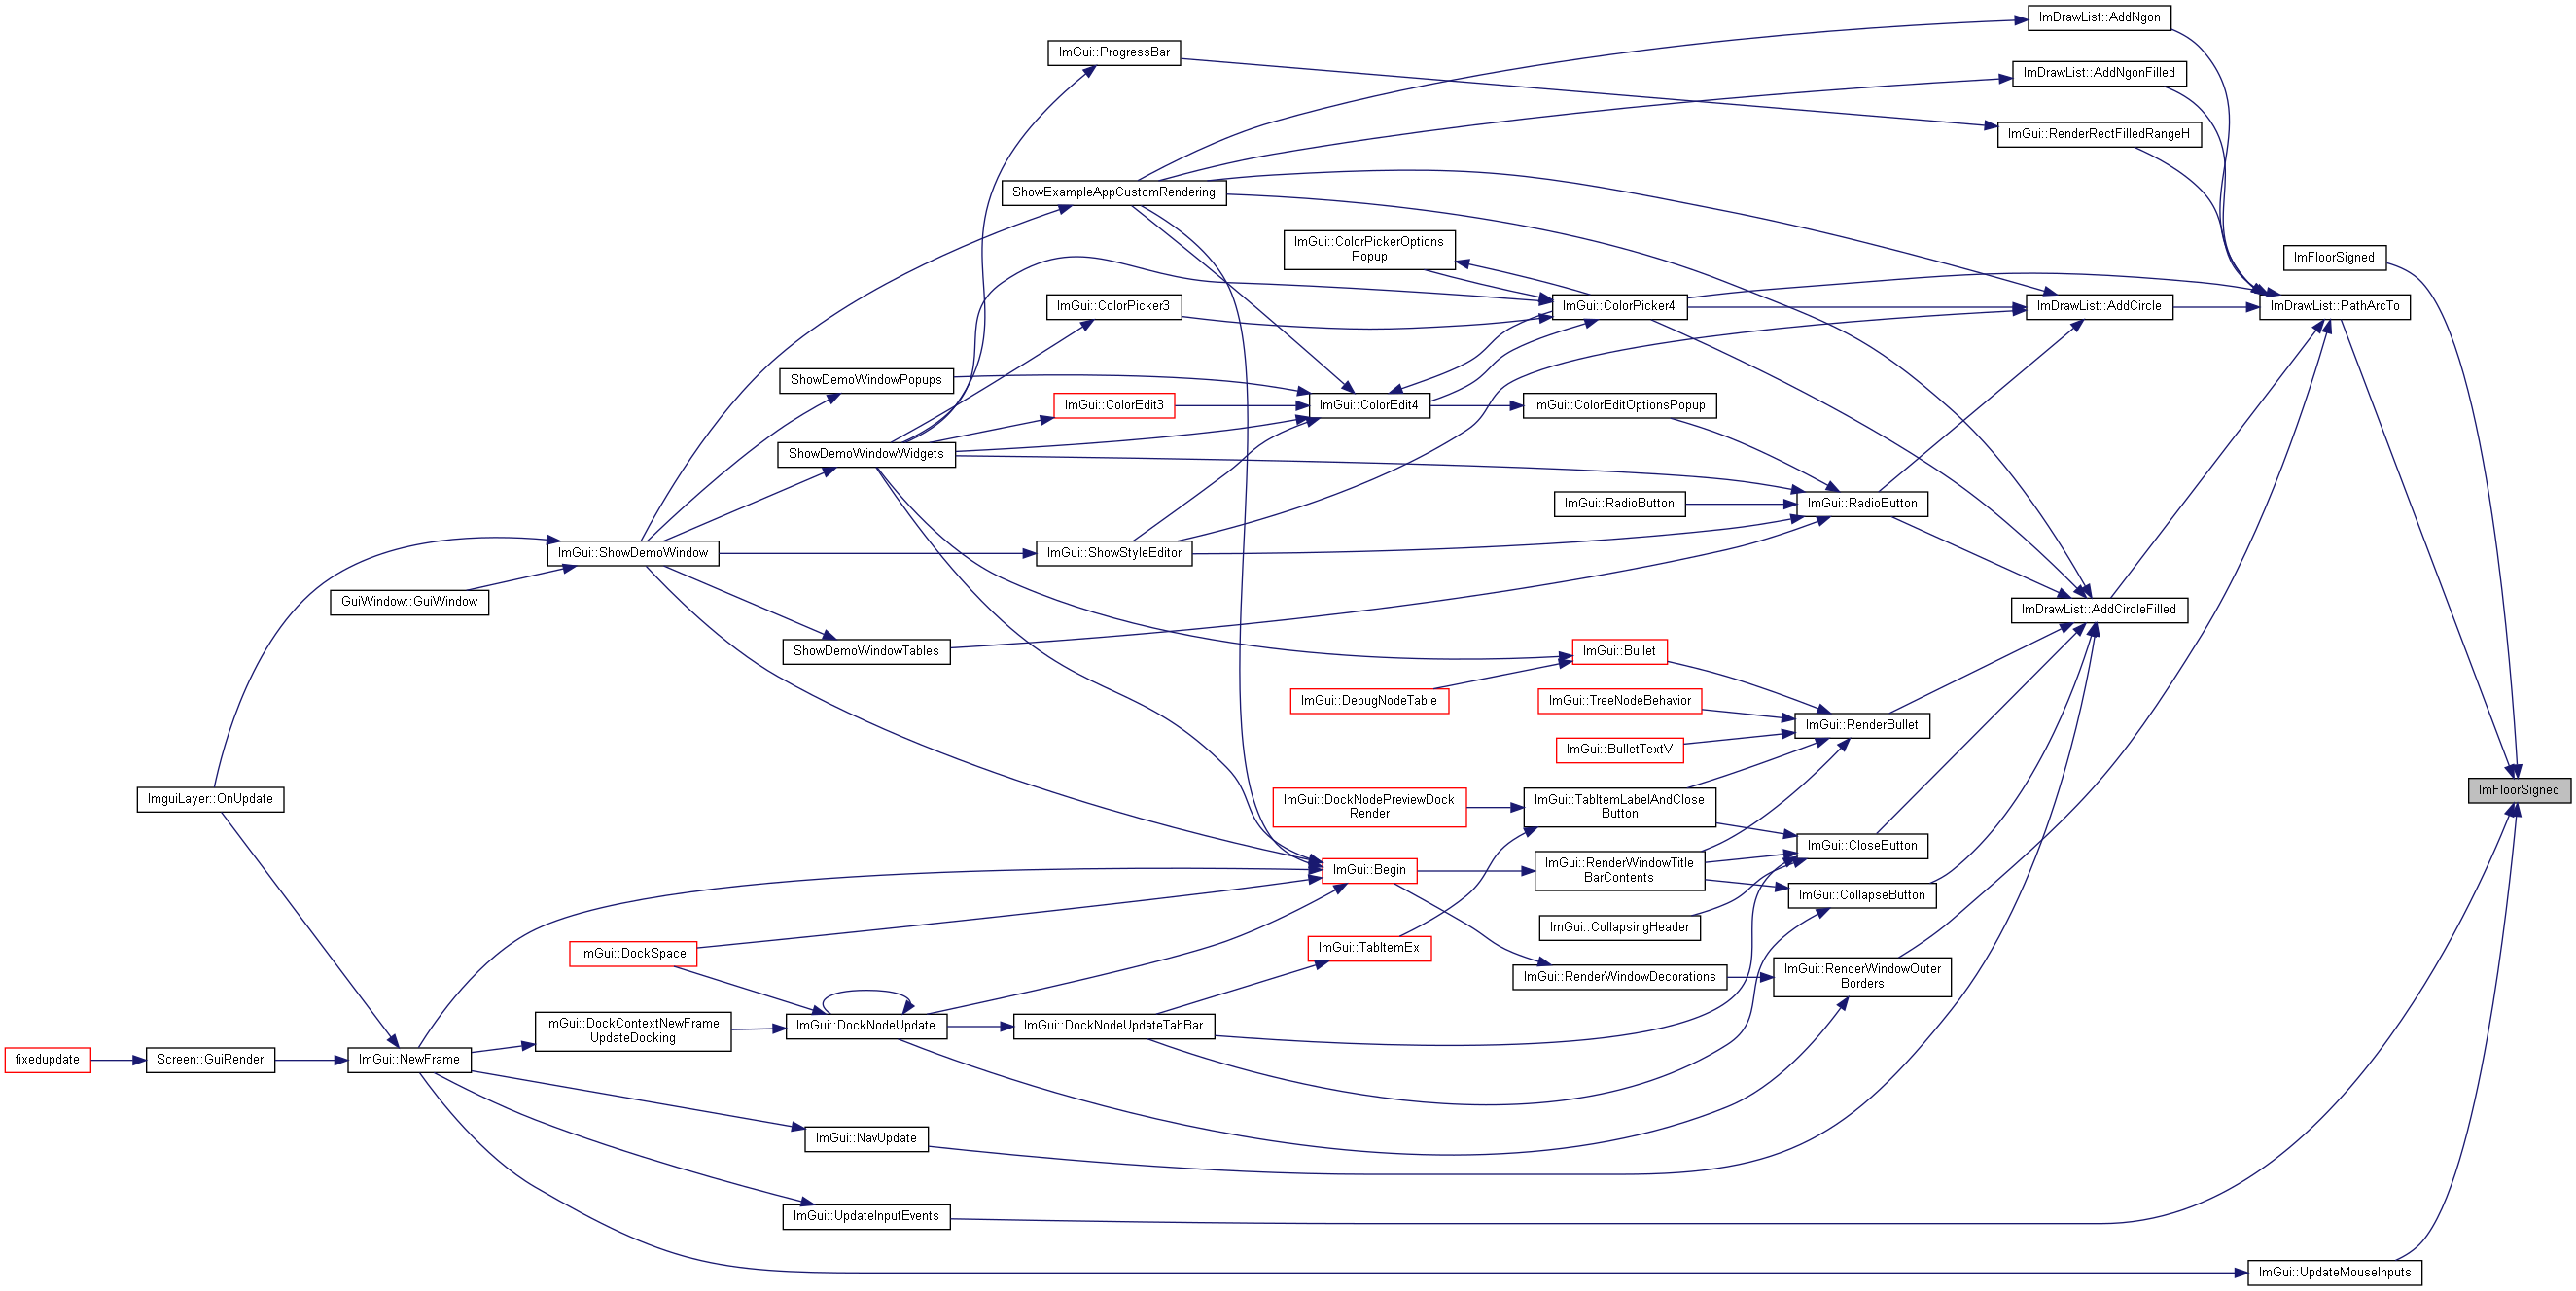 ImDrawList::AddNgon
ImGui::ProgressBar
ImDrawList::AddNgonFilled
ImGui::RenderRectFilledRangeH
ShowExampleAppCustomRendering
ImGui::ColorPickerOptions
Popup
ImFloorSigned
ImGui::ColorPicker3
ImGui::ColorPicker4
ImDrawList::AddCircle
ImDrawList::PathArcTo
ShowDemoWindowPopups
ImGui::ColorEdit3
ImGui::ColorEdit4
ImGui::ColorEditOptionsPopup
ShowDemoWindowWidgets
ImGui::RadioButton
ImGui::RadioButton
ImGui::ShowDemoWindow
ImGui::ShowStyleEditor
GuiWindow::GuiWindow
ImDrawList::AddCircleFilled
ShowDemoWindowTables
ImGui::Bullet
ImGui::DebugNodeTable
ImGui::TreeNodeBehavior
ImGui::RenderBullet
ImGui::BulletTextV
ImguiLayer::OnUpdate
ImGui::DockNodePreviewDock
Render
ImGui::TabItemLabelAndClose
Button
ImFloorSigned
ImGui::CloseButton
ImGui::Begin
ImGui::RenderWindowTitle
BarContents
ImGui::CollapseButton
ImGui::CollapsingHeader
ImGui::DockSpace
ImGui::TabItemEx
ImGui::RenderWindowDecorations
ImGui::RenderWindowOuter
Borders
ImGui::DockContextNewFrame
UpdateDocking
ImGui::DockNodeUpdate
ImGui::DockNodeUpdateTabBar
fixedupdate
Screen::GuiRender
ImGui::NewFrame
ImGui::NavUpdate
ImGui::UpdateInputEvents
ImGui::UpdateMouseInputs